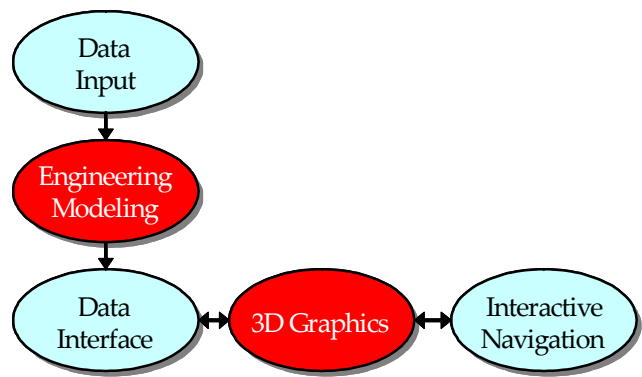 Data
Input
Engineering
Modeling
Data
Interface
3D Graphics
Interactive
Navigation